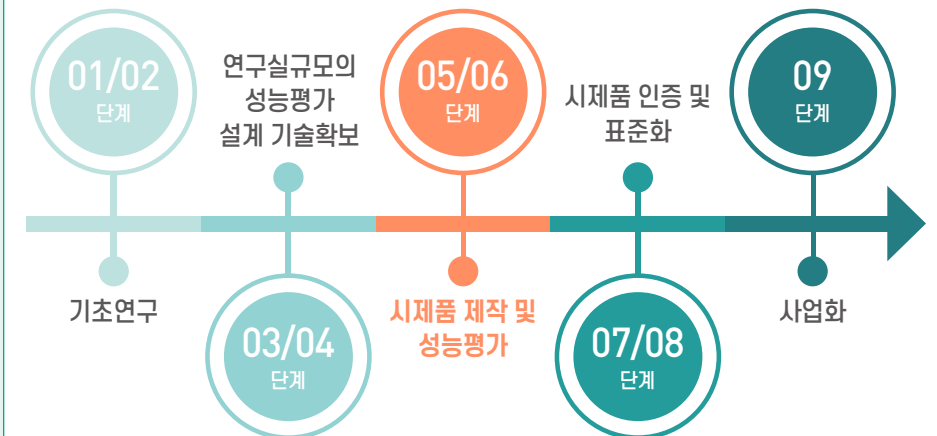 01/02
단계
기초연구
연구실규모의
성능평가
설계 기술확보
03/04
단계
05/06
단계
시제품 제작 및
성능평가
시제품 인증 및
표준화
07/08
단계
09
단계
사업화